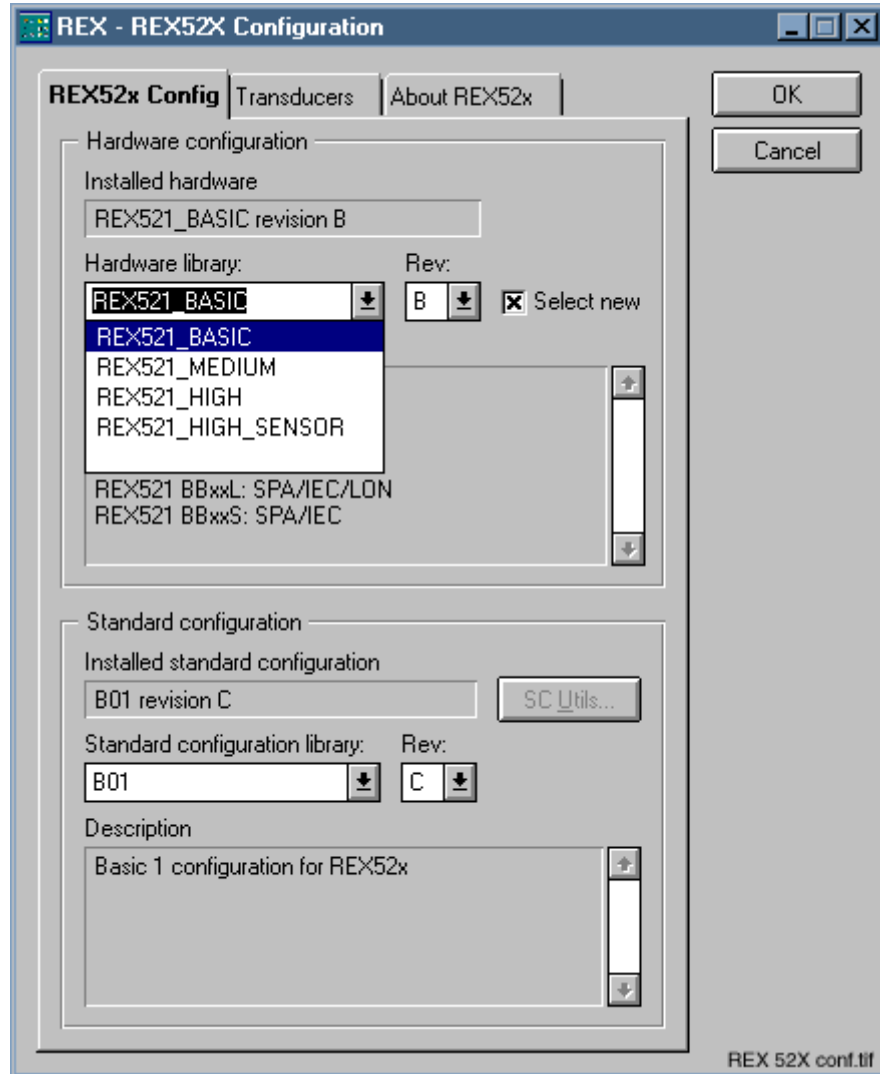 REX - REX52X Configuration
REX52x Config Transducers About REX52x
OK
Cancel
Hardware configuration
Installed hardware
REX521_BASIC revision B
Hardware library: Rev:
REX521_BASIC B Select new
REX521_BASIC
REX521_MEDIUM
REX521_HIGH
REX521_HIGH_SENSOR
REX521 BBxxL: SPA/IEC/LON
REX521 BBxxS: SPA/IEC
Standard configuration
Installed standard configuration
B01 revision C SC Utils...
Standard configuration library: Rev:
B01 C
Description
Basic 1 configuration for REX52x
REX 52X conf.tif